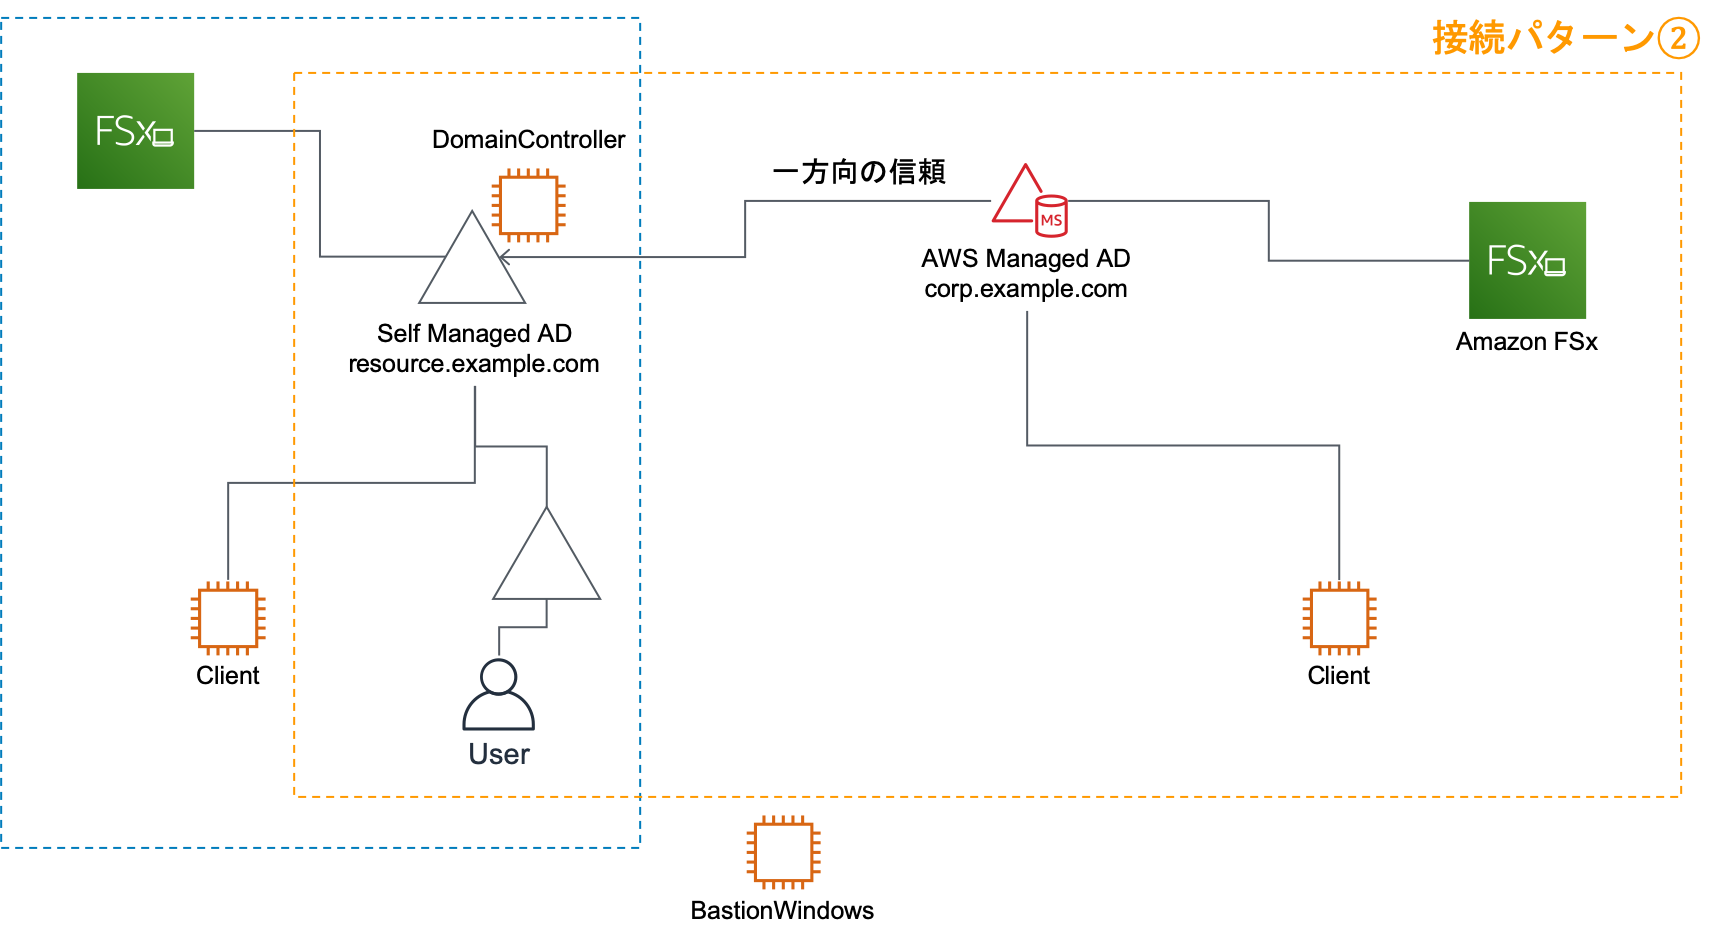 接続パターン②
FSx
DomainController
一方向の信頼
MS
AWS Managed AD
corp.example.com
FSx
Amazon FSx
Self Managed AD
resource.example.com
Client
User
Client
BastionWindows